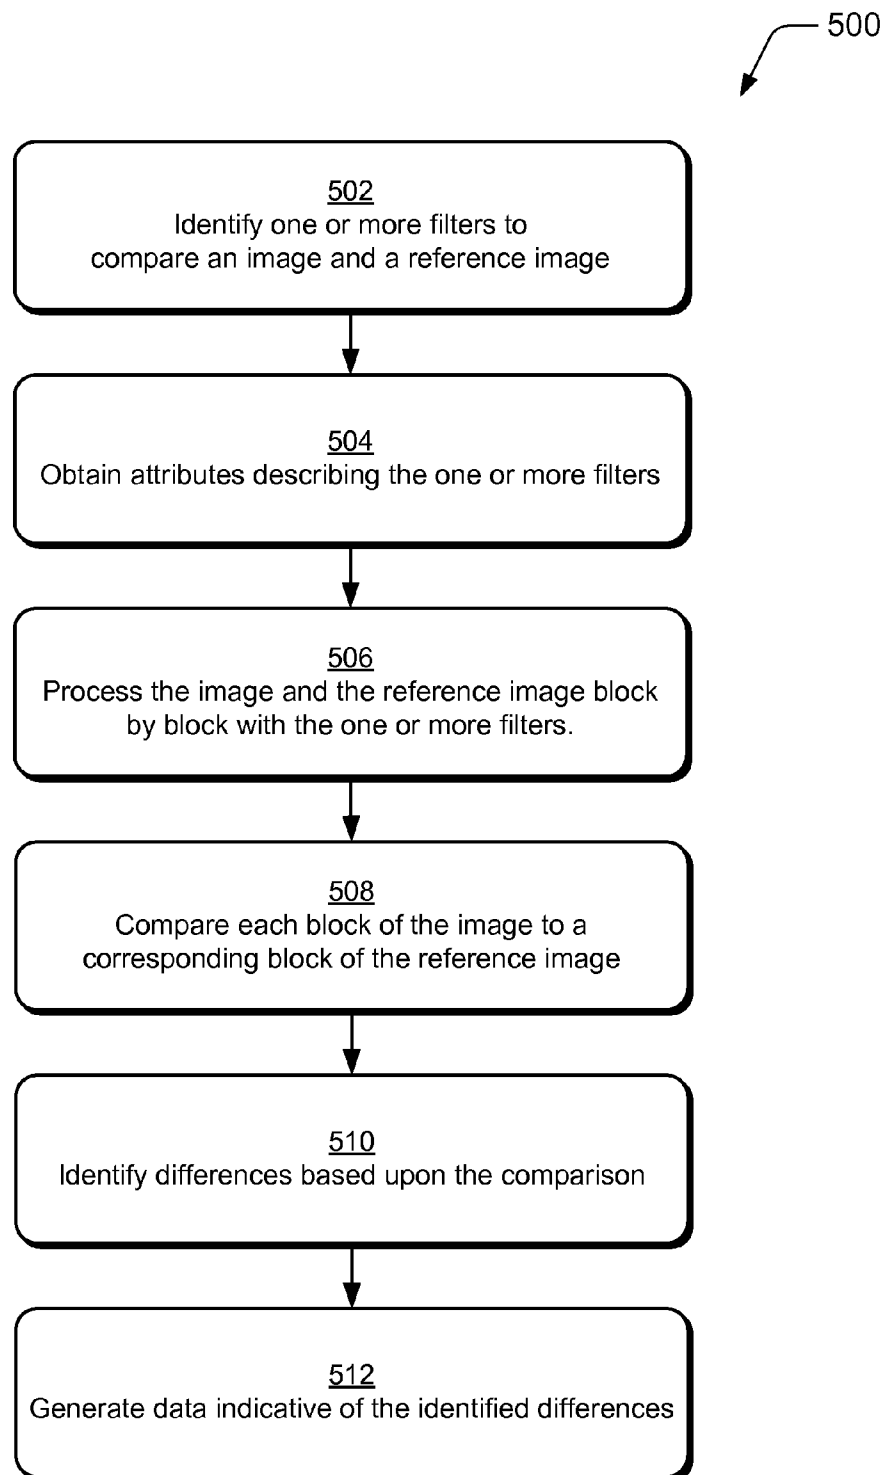 500
502
Identify one or more filters to
compare an image and a reference image
504
Obtain attributes describing the one or more filters
506
Process the image and the reference image block
by block with the one or more filters.
508
Compare each block of the image to a
corresponding block of the reference image
510
Identify differences based upon the comparison
512
Generate data indicative of the identified differences